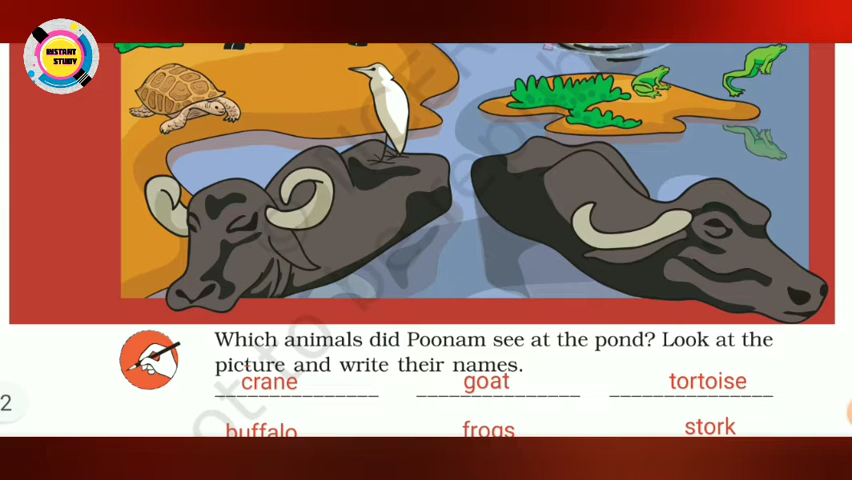 INSTANT
STUDY
Which animals did Poonam see at the pond? Look at the
picture and write their names.
crane goat tortoise
buffalo frogs stork
2